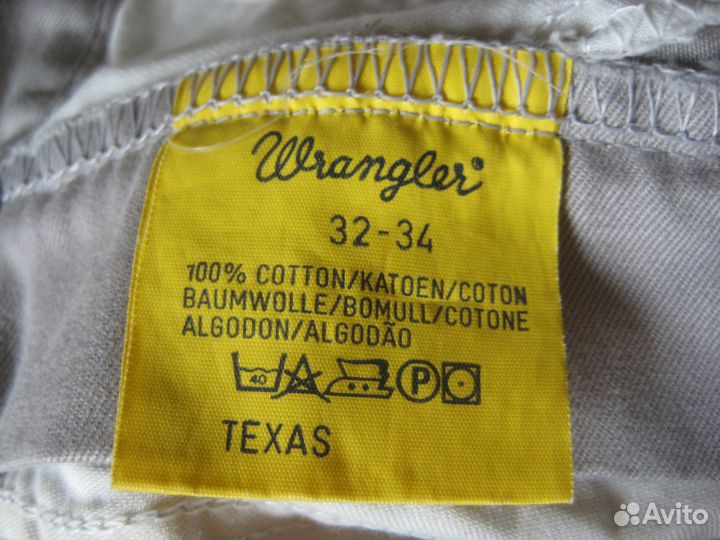 Wrangler®
32-34
100% COTTON/KATOEN/COTON
BAUMWOLLE/BOMULL/COTONE
ALGODON/ALGODÃO
40 P
TEXAS
Avito